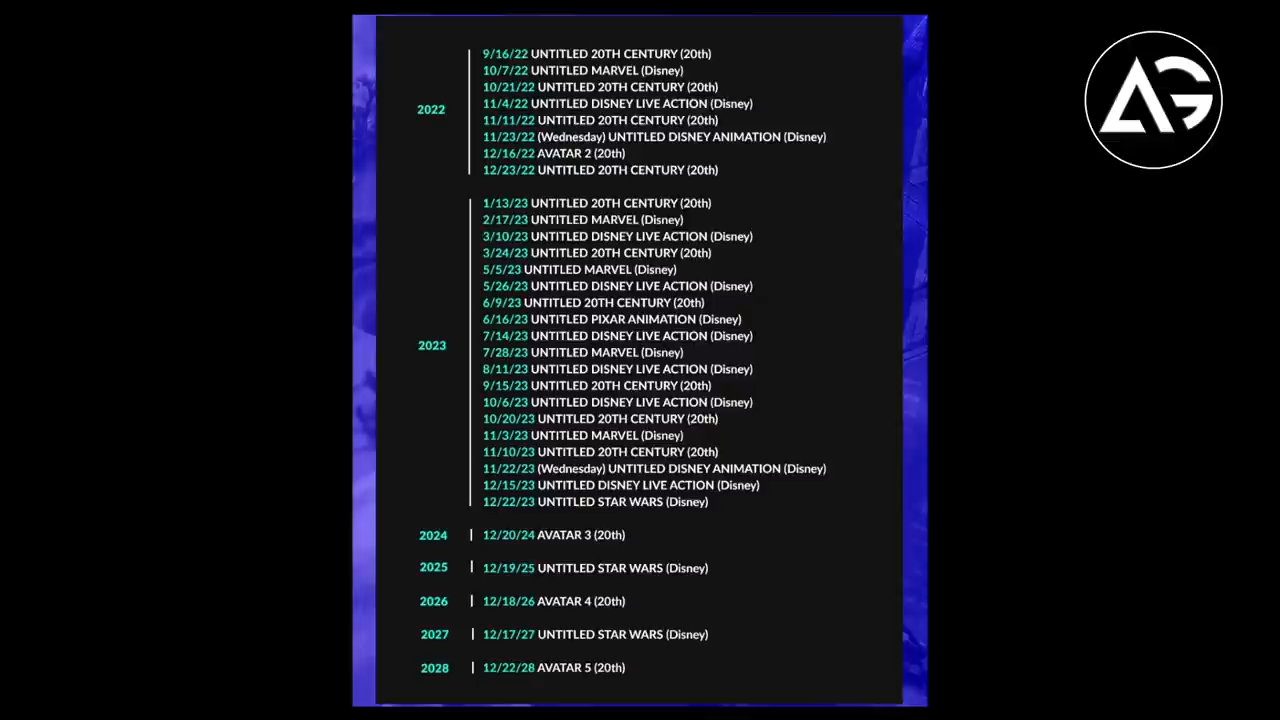 AG
2022
9/16/22 UNTITLED 20TH CENTURY (20th)
10/7/22 UNTITLED MARVEL (Disney)
10/21/22 UNTITLED 20TH CENTURY (20th)
11/4/22 UNTITLED DISNEY LIVE ACTION (Disney)
11/11/22 UNTITLED 20TH CENTURY (20th)
11/23/22 (Wednesday) UNTITLED DISNEY ANIMATION (Disney)
12/16/22 AVATAR 2 (20th)
12/23/22 UNTITLED 20TH CENTURY (20th)
2023
1/13/23 UNTITLED 20TH CENTURY (20th)
2/17/23 UNTITLED MARVEL (Disney)
3/10/23 UNTITLED DISNEY LIVE ACTION (Disney)
3/24/23 UNTITLED 20TH CENTURY (20th)
5/5/23 UNTITLED MARVEL (Disney)
5/26/23 UNTITLED DISNEY LIVE ACTION (Disney)
6/9/23 UNTITLED 20TH CENTURY (20th)
6/16/23 UNTITLED PIXAR ANIMATION (Disney)
7/14/23 UNTITLED DISNEY LIVE ACTION (Disney)
7/28/23 UNTITLED MARVEL (Disney)
8/11/23 UNTITLED DISNEY LIVE ACTION (Disney)
9/15/23 UNTITLED 20TH CENTURY (20th)
10/6/23 UNTITLED DISNEY LIVE ACTION (Disney)
10/20/23 UNTITLED 20TH CENTURY (20th)
11/3/23 UNTITLED MARVEL (Disney)
11/10/23 UNTITLED 20TH CENTURY (20th)
11/22/23 (Wednesday) UNTITLED DISNEY ANIMATION (Disney)
12/15/23 UNTITLED DISNEY LIVE ACTION (Disney)
12/22/23 UNTITLED STAR WARS (Disney)
2024 12/20/24 AVATAR 3 (20th)
2025 12/19/25 UNTITLED STAR WARS (Disney)
2026 12/18/26 AVATAR 4 (20th)
2027 12/17/27 UNTITLED STAR WARS (Disney)
2028 12/22/28 AVATAR 5 (20th)